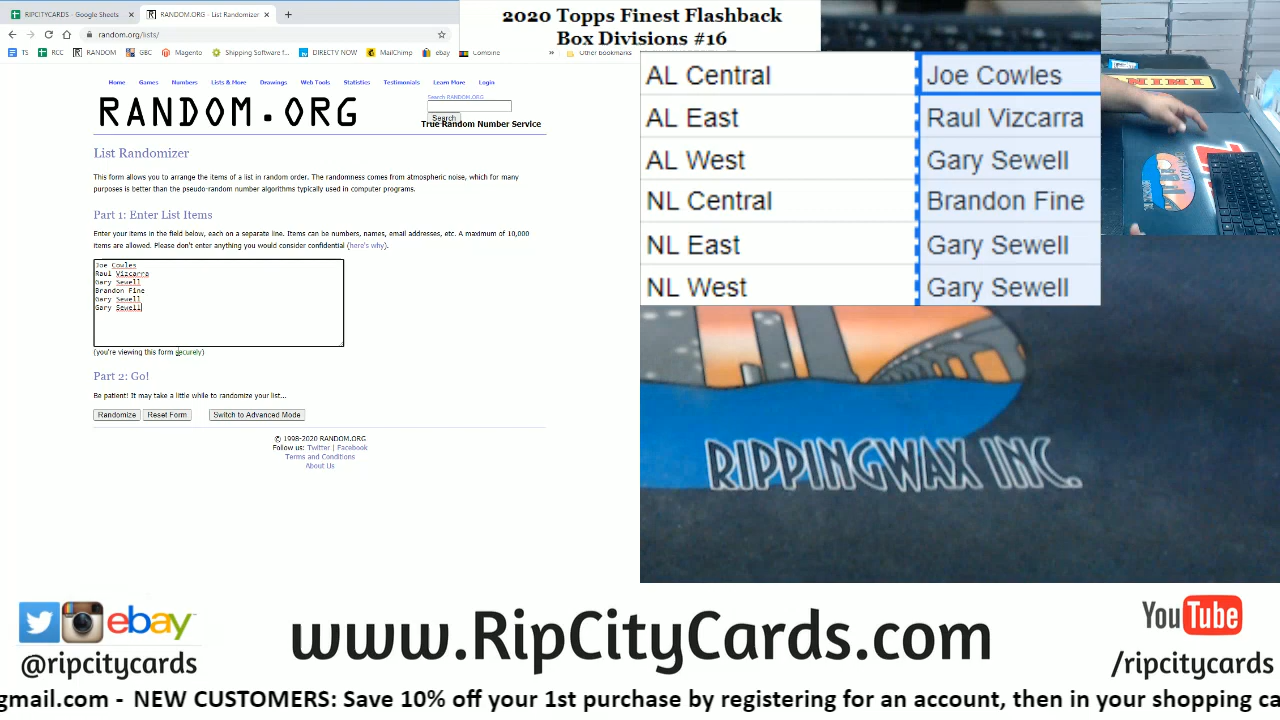 RIPCITYCARDS - Google Sheets
RANDOM.ORG - List Randomizer
random.org/lists/
TS
RCC
RANDOM
GBC
Magento
Shipping Software f...
DIRECTV NOW
MailChimp
ebay
Combine
»
Other bookmarks
2020 Topps Finest Flashback
Box Divisions #16
AL Central Joe Cowles
AL East Raul Vizcarra
AL West Gary Sewell
NL Central Brandon Fine
NL East Gary Sewell
NL West Gary Sewell
Home Games Numbers Lists & More Drawings Web Tools Statistics Testimonials Learn More Login
RANDOM.ORG
Search RANDOM.ORG
Search
True Random Number Service
List Randomizer
This form allows you to arrange the items of a list in random order. The randomness comes from atmospheric noise, which for many
purposes is better than the pseudo-random number algorithms typically used in computer programs.
Part 1: Enter List Items
Enter your items in the field below, each on a separate line. Items can be numbers, names, email addresses, etc. A maximum of 10,000
items are allowed. Please don't enter anything you would consider confidential (here's why).
Joe Cowles
Raul Vizcarra
Gary Sewell
Brandon Fine
Gary Sewell
Gary Sewell
(you're viewing this form securely)
Part 2: Go!
Be patient! It may take a little while to randomize your list...
Randomize Reset Form Switch to Advanced Mode
© 1998-2020 RANDOM.ORG
Follow us: Twitter | Facebook
Terms and Conditions
About Us
RIPPINGWAX INC.
ebay
@ripcitycards
www.RipCityCards.com
YouTube
/ripcitycards
gmail.com - NEW CUSTOMERS: Save 10% off your 1st purchase by registering for an account, then in your shopping ca